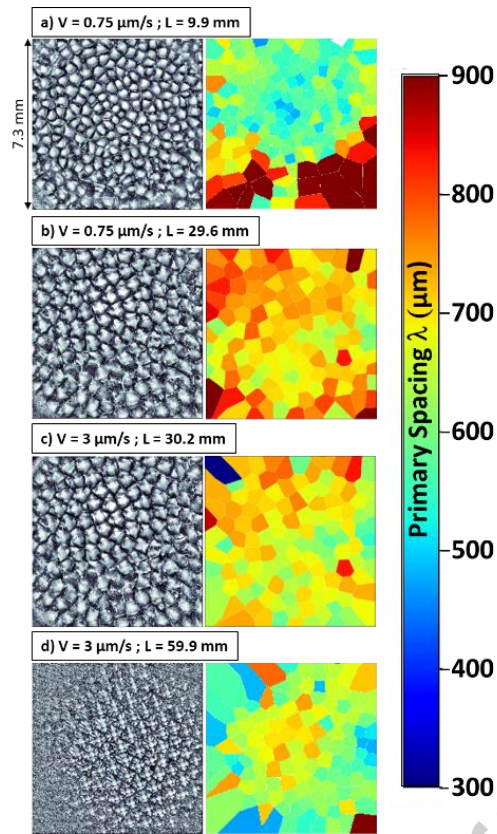 a) V = 0.75 µm/s ; L = 9.9 mm
7.3 mm
b) V = 0.75 µm/s ; L = 29.6 mm
c) V = 3 µm/s ; L = 30.2 mm
d) V = 3 µm/s ; L = 59.9 mm
900
800
700
600
500
400
300
Primary Spacing λ (µm)